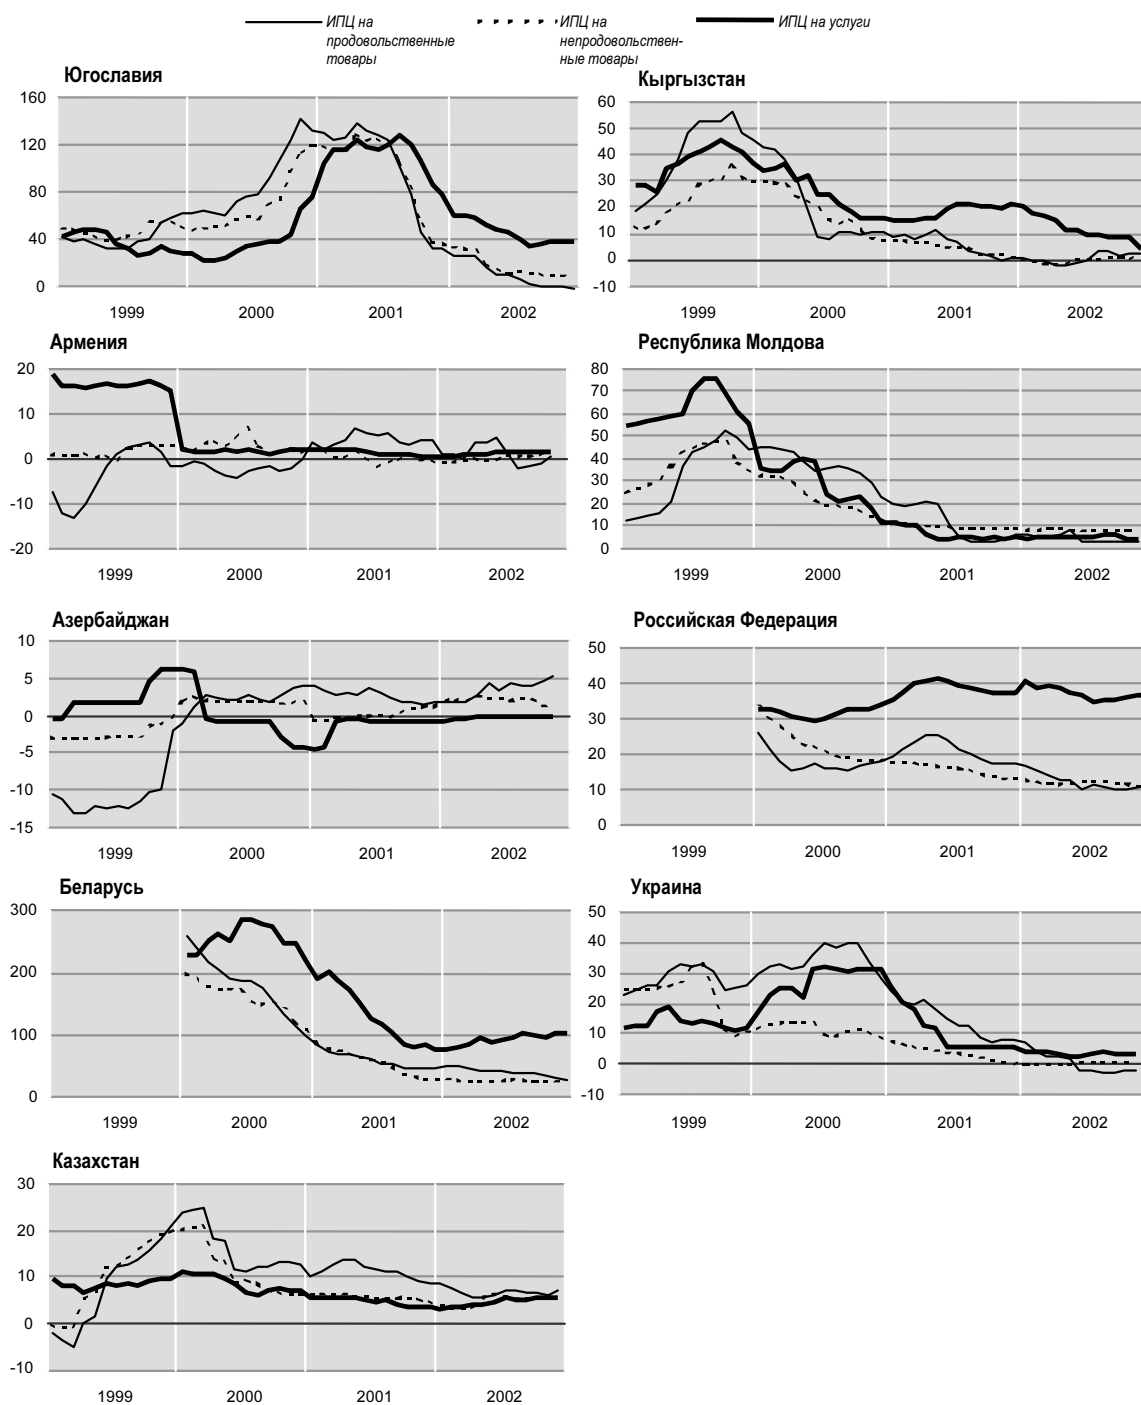 ИПЦ на
продовольственные
товары
ИПЦ на
непродовольствен-
ные товары
ИПЦ на услуги
Югославия
160
120
80
40
0
1999 2000 2001 2002
Кыргызстан
60
50
40
30
20
10
0
-10
1999 2000 2001 2002
Армения
20
10
0
-10
-20
1999 2000 2001 2002
Республика Молдова
80
70
60
50
40
30
20
10
0
1999 2000 2001 2002
Азербайджан
10
5
0
-5
-10
-15
1999 2000 2001 2002
Российская Федерация
50
40
30
20
10
0
1999 2000 2001 2002
Беларусь
300
200
100
0
1999 2000 2001 2002
Украина
50
40
30
20
10
0
-10
1999 2000 2001 2002
Казахстан
30
20
10
0
-10
1999 2000 2001 2002